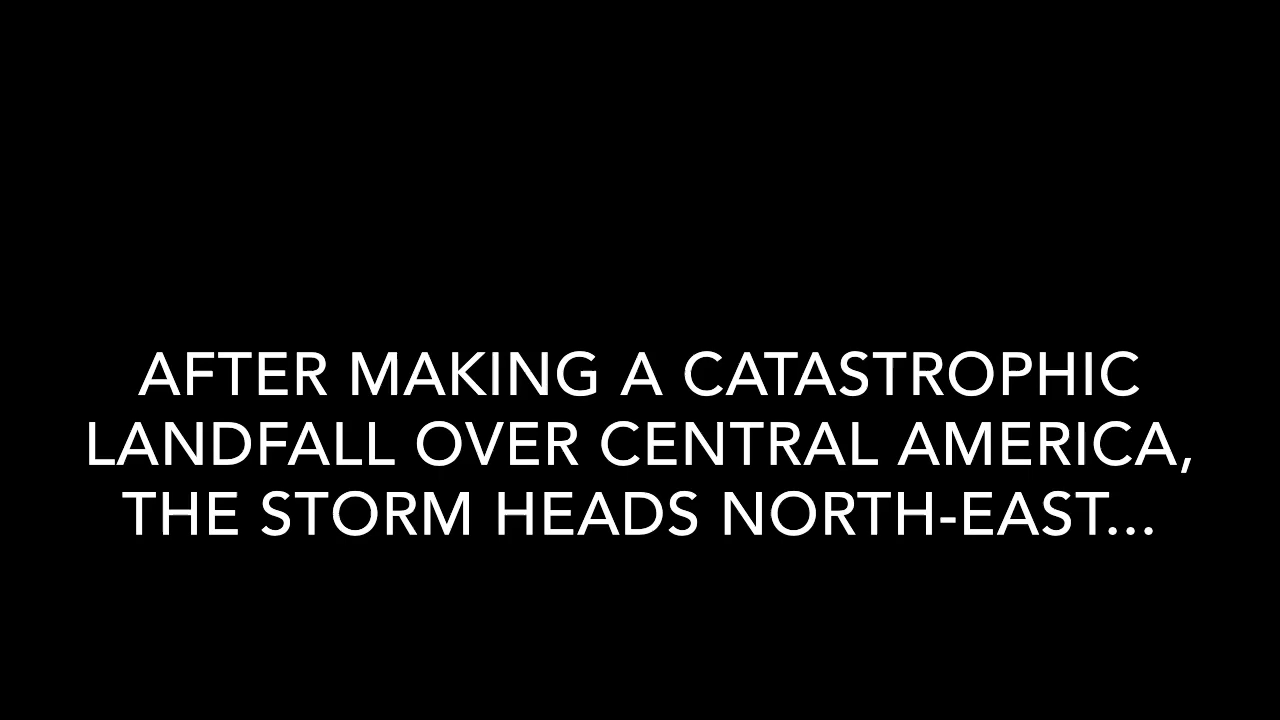 AFTER MAKING A CATASTROPHIC
LANDFALL OVER CENTRAL AMERICA,
THE STORM HEADS NORTH-EAST...